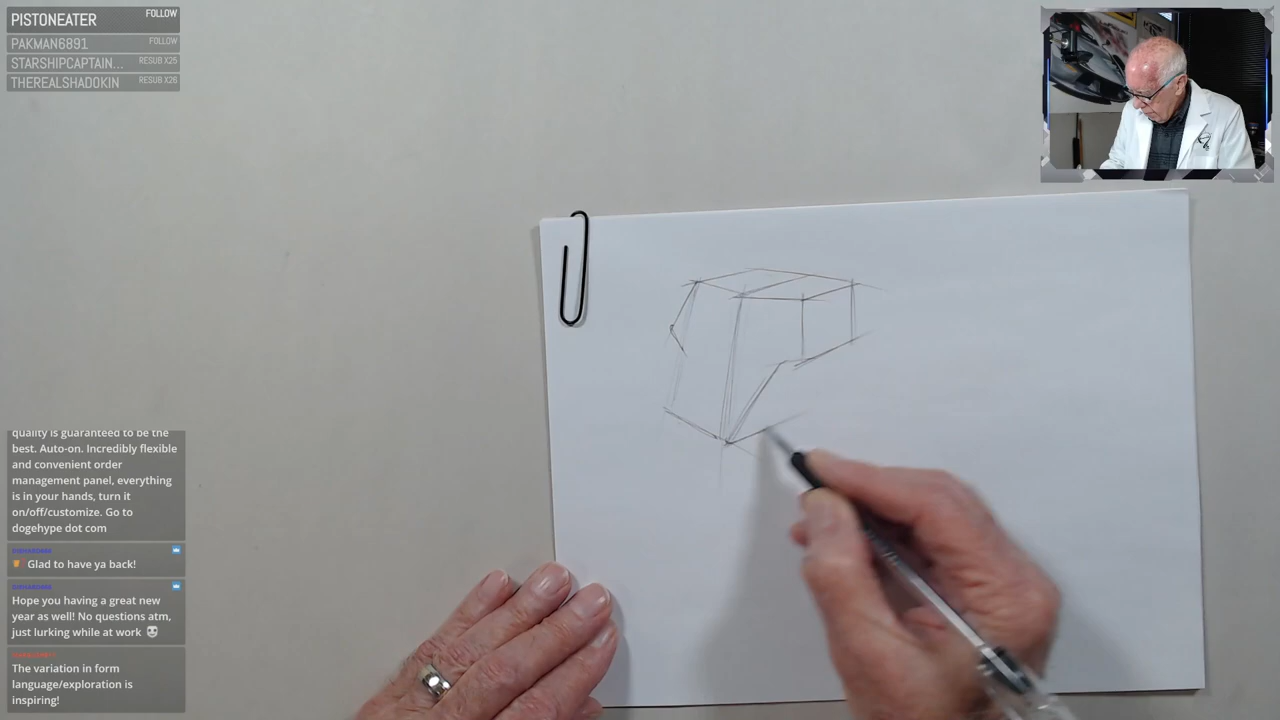 PISTONEATER FOLLOW
PAKMAN6891 FOLLOW
STARSHIPCAPTAIN... RESUB X25
THEREALSHADOKIN RESUB X26
quality is guaranteed to be the
best. Auto-on. Incredibly flexible
and convenient order
management panel, everything
is in your hands, turn it
on/off/customize. Go to
dogehype dot com
Glad to have ya back!
Hope you having a great new
year as well! No questions atm,
just lurking while at work
The variation in form
language/exploration is
inspiring!